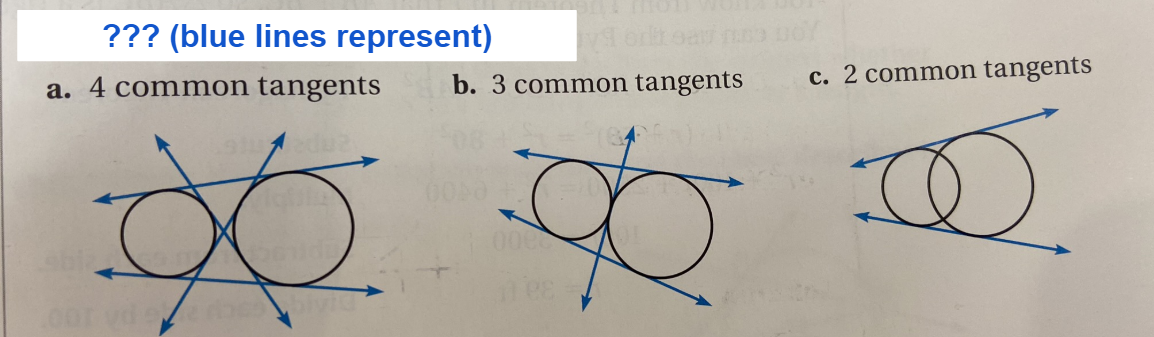 ??? (blue lines represent)
a. 4 common tangents
b. 3 common tangents
c. 2 common tangents